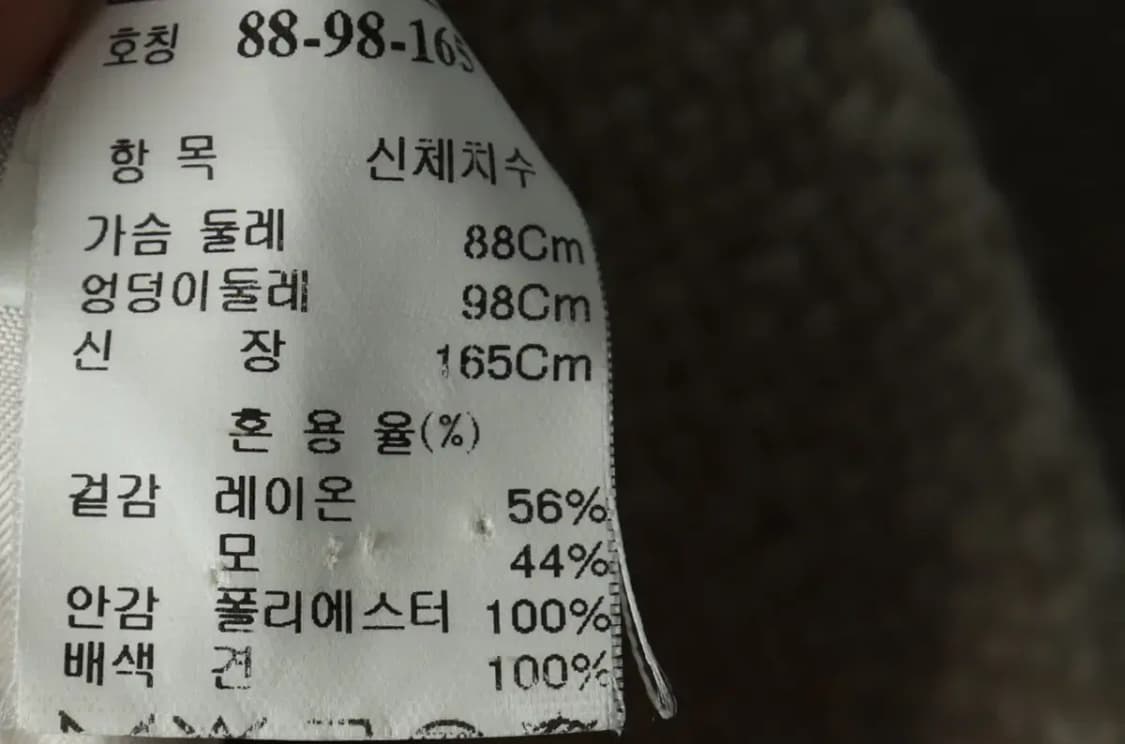 호칭 88-98-165
항 목 신체치수
가슴 둘레 88Cm
엉덩이둘레 98Cm
신 장 165Cm
혼 용 율(%)
겉감 레이온 56%
모 44%
안감 폴리에스터 100%
배색 견 100%